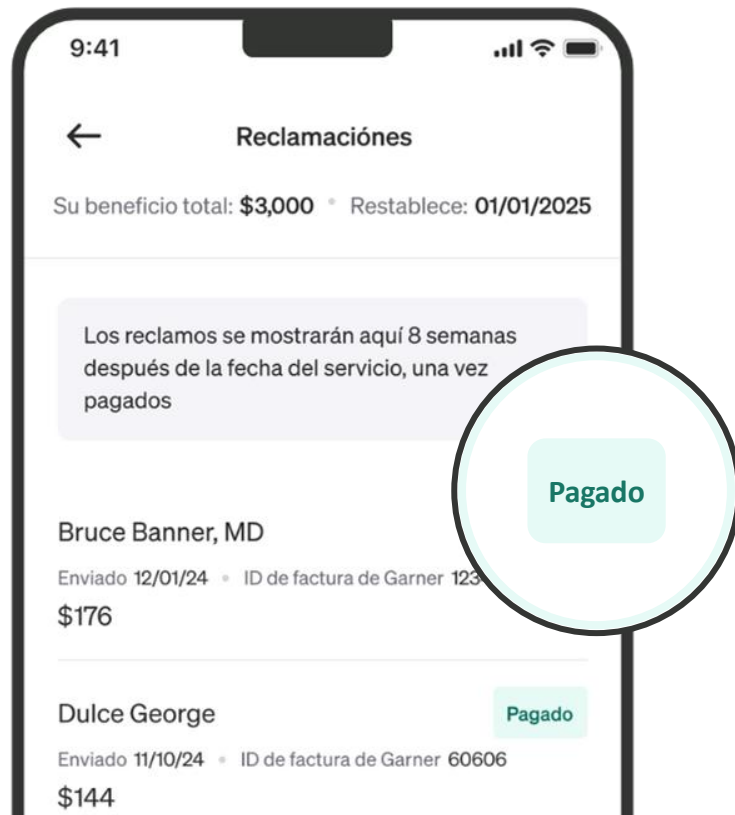 9:41
Reclamaciónes
Su beneficio total: $3,000 • Restablece: 01/01/2025
Los reclamos se mostrarán aquí 8 semanas
después de la fecha del servicio, una vez
pagados
Pagado
Bruce Banner, MD
Enviado 12/01/24 • ID de factura de Garner 123
$176
Dulce George
Pagado
Enviado 11/10/24 • ID de factura de Garner 60606
$144